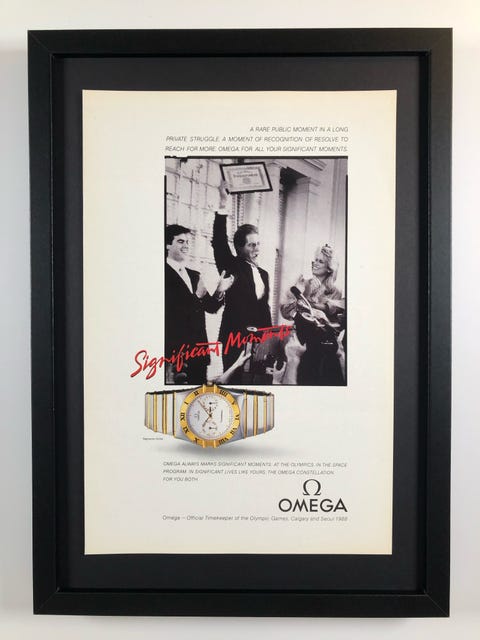 A RARE PUBLIC MOMENT IN A LONG
PRIVATE STRUGGLE. A MOMENT OF RECOGNITION OF RESOLVE TO
REACH FOR MORE. OMEGA FOR ALL YOUR SIGNIFICANT MOMENTS.
Significant Moments
OMEGA ALWAYS MARKS SIGNIFICANT MOMENTS. AT THE OLYMPICS. IN THE SPACE
PROGRAM. IN SIGNIFICANT LIVES LIKE YOURS. THE OMEGA CONSTELLATION.
FOR YOU BOTH.
Ω
OMEGA
Omega – Official Timekeeper of the Olympic Games, Calgary and Seoul 1988